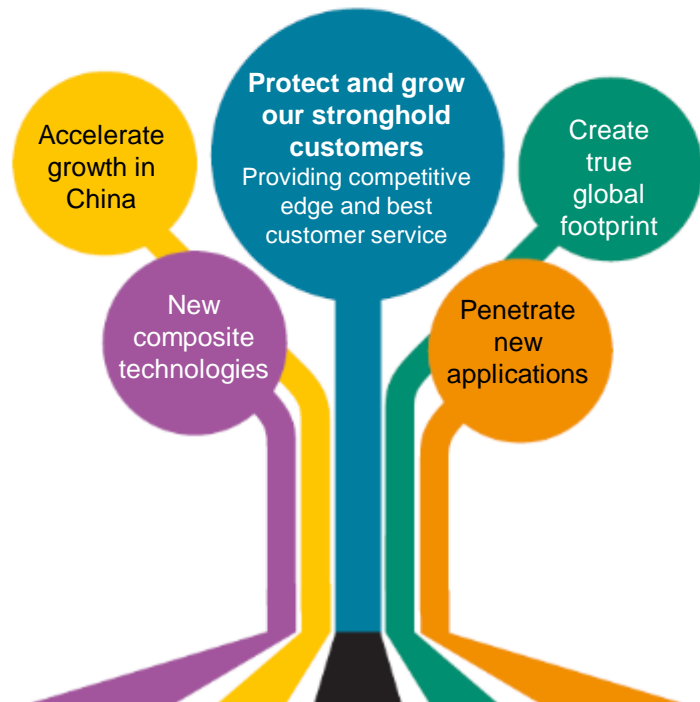 Protect and grow
our stronghold
customers
Providing competitive
edge and best
customer service
Accelerate
growth in
China
Create
true
global
footprint
New
composite
technologies
Penetrate
new
applications